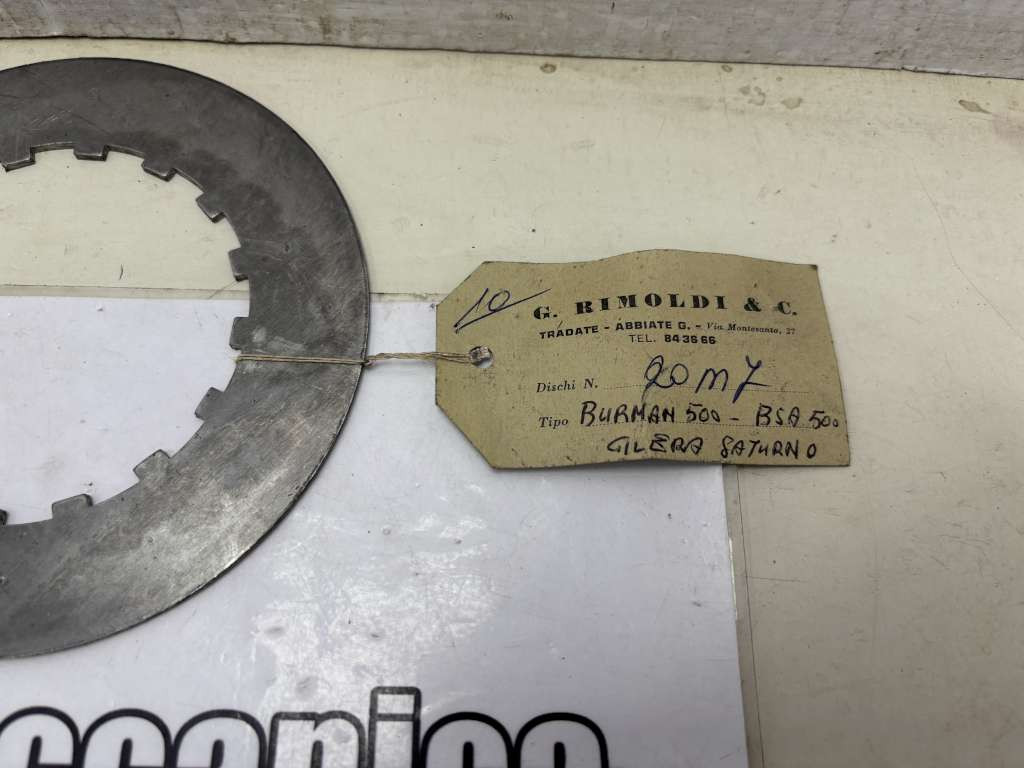 10
G. RIMOLDI & C.
TRADATE - ABBIATE G. - Via Montesanto, 27
TEL. 84 36 66
Dischi N. 20 M7
Tipo BURMAN 500 - BSA 500
GILERA SATURNO